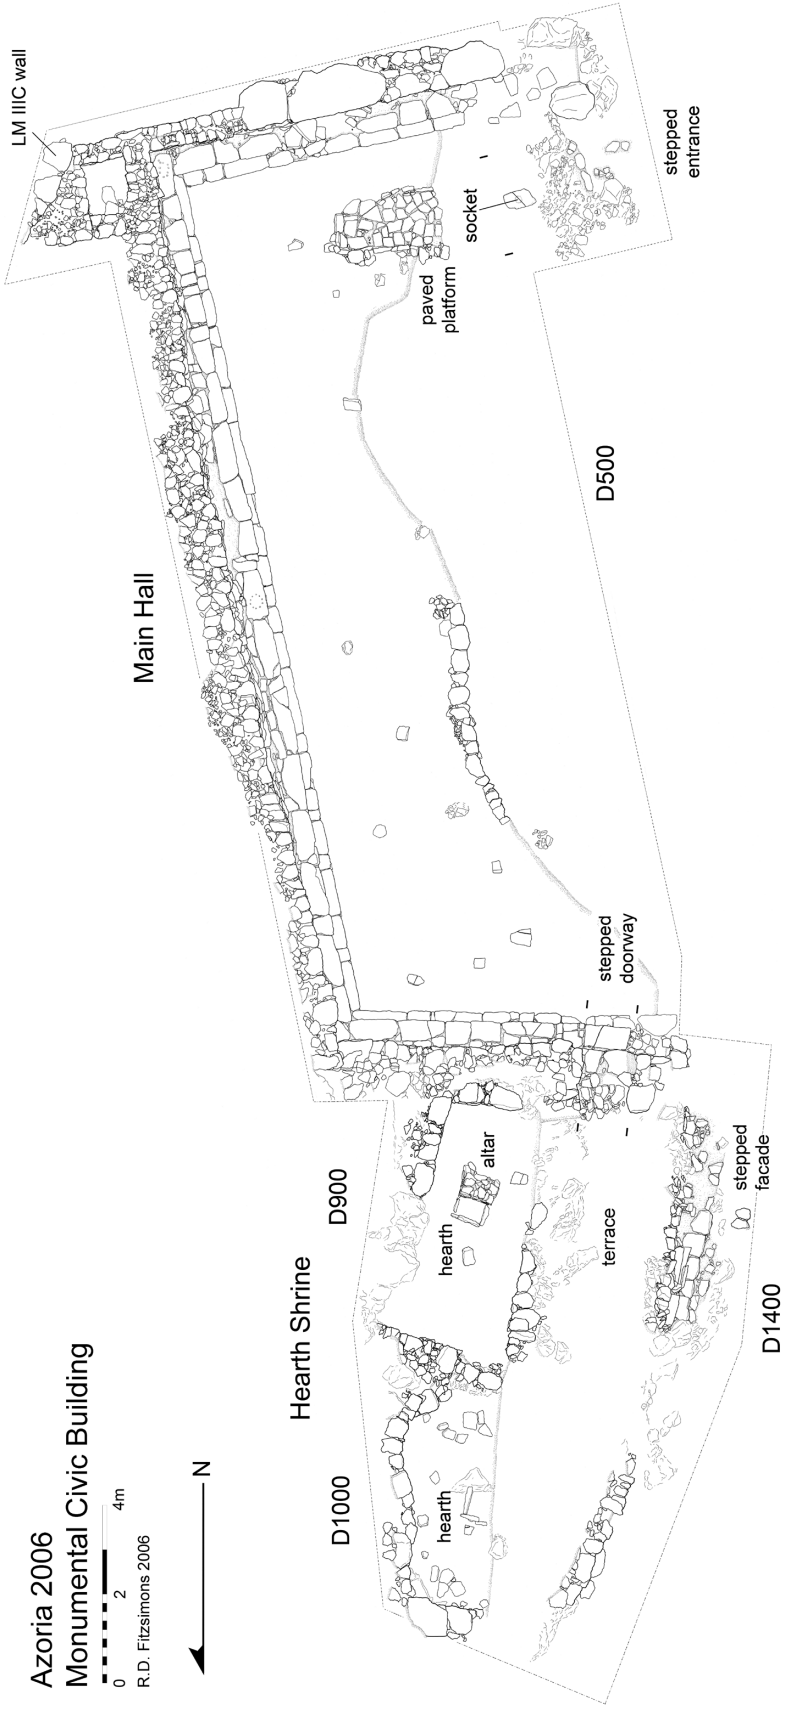 Azoria 2006
Monumental Civic Building
0 2 4m
R.D. Fitzsimons 2006
N
D1000
hearth
Hearth Shrine
D900
hearth
altar
terrace
D1400
stepped
facade
stepped
doorway
Main Hall
D500
paved
platform
socket
stepped
entrance
LM IIIC wall